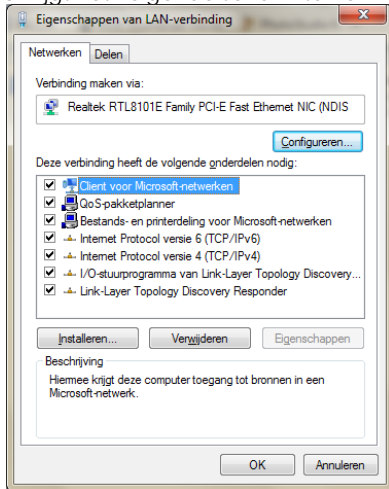 Eigenschappen van LAN-verbinding
Netwerken Delen
Verbinding maken via:
Realtek RTL8101E Family PCI-E Fast Ethernet NIC (NDIS
Configureren...
Deze verbinding heeft de volgende onderdelen nodig:
Client voor Microsoft-netwerken
QoS-pakketplanner
Bestands- en printerdeling voor Microsoft-netwerken
Internet Protocol versie 6 (TCP/IPv6)
Internet Protocol versie 4 (TCP/IPv4)
I/O-stuurprogramma van Link-Layer Topology Discovery...
Link-Layer Topology Discovery Responder
Installeren... Verwijderen Eigenschappen
Beschrijving
Hiermee krijgt deze computer toegang tot bronnen in een
Microsoft-netwerk.
OK Annuleren